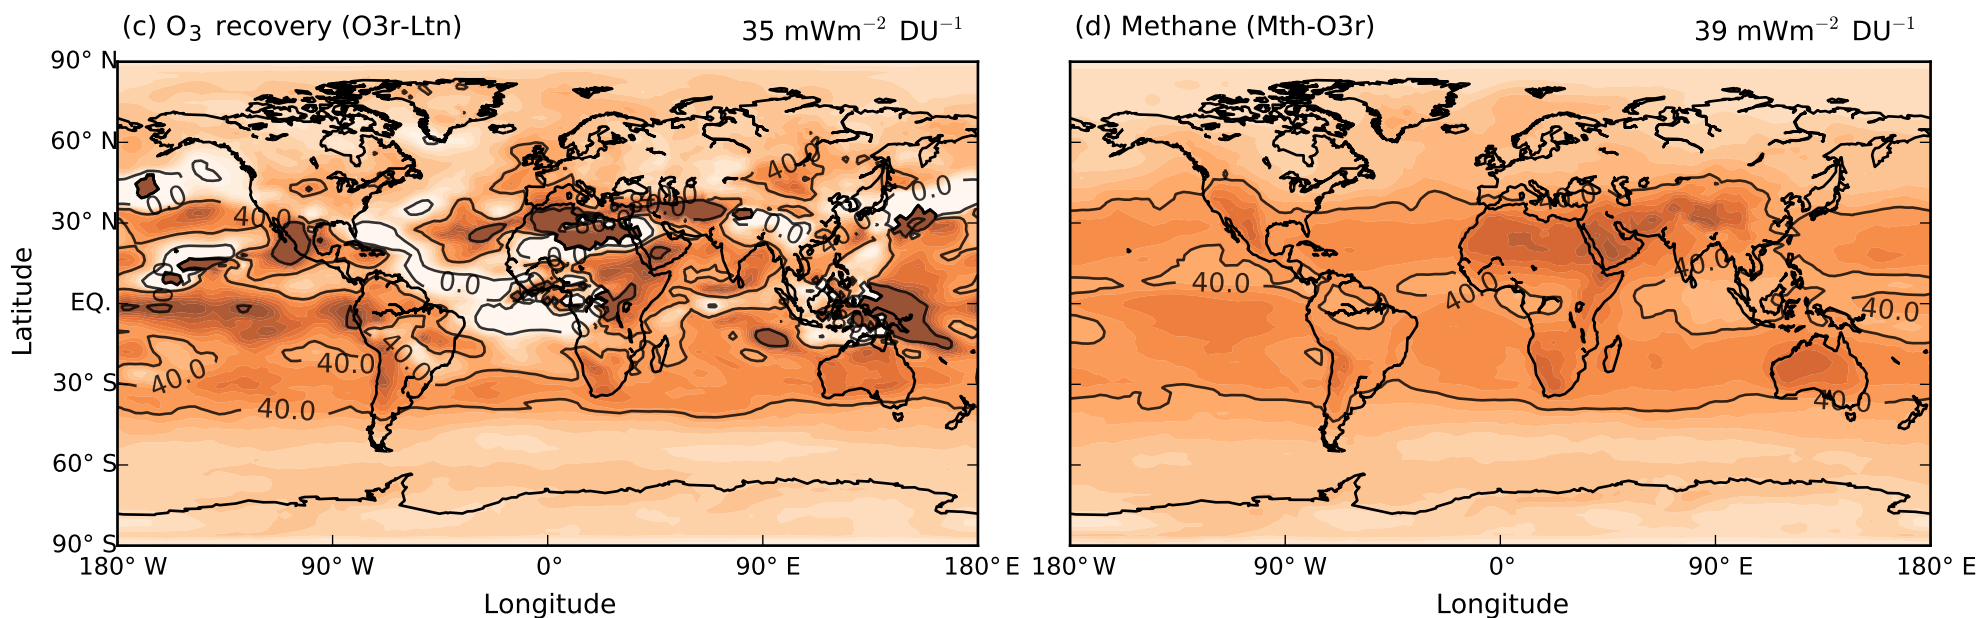 (c) O₃ recovery (O3r-Ltn) 35 mWm⁻² DU⁻¹
(d) Methane (Mth-O3r) 39 mWm⁻² DU⁻¹
90° N
60° N
30° N
EQ.
30° S
60° S
90° S
Latitude
40.0
0.0
0.0
40.0
0.0
0.0
40.0
40.0
40.0
40.0
40.0
40.0
40.0
40.0
40.0
180° W 90° W 0° 90° E 180° E
180° W 90° W 0° 90° E 180° E
Longitude
Longitude